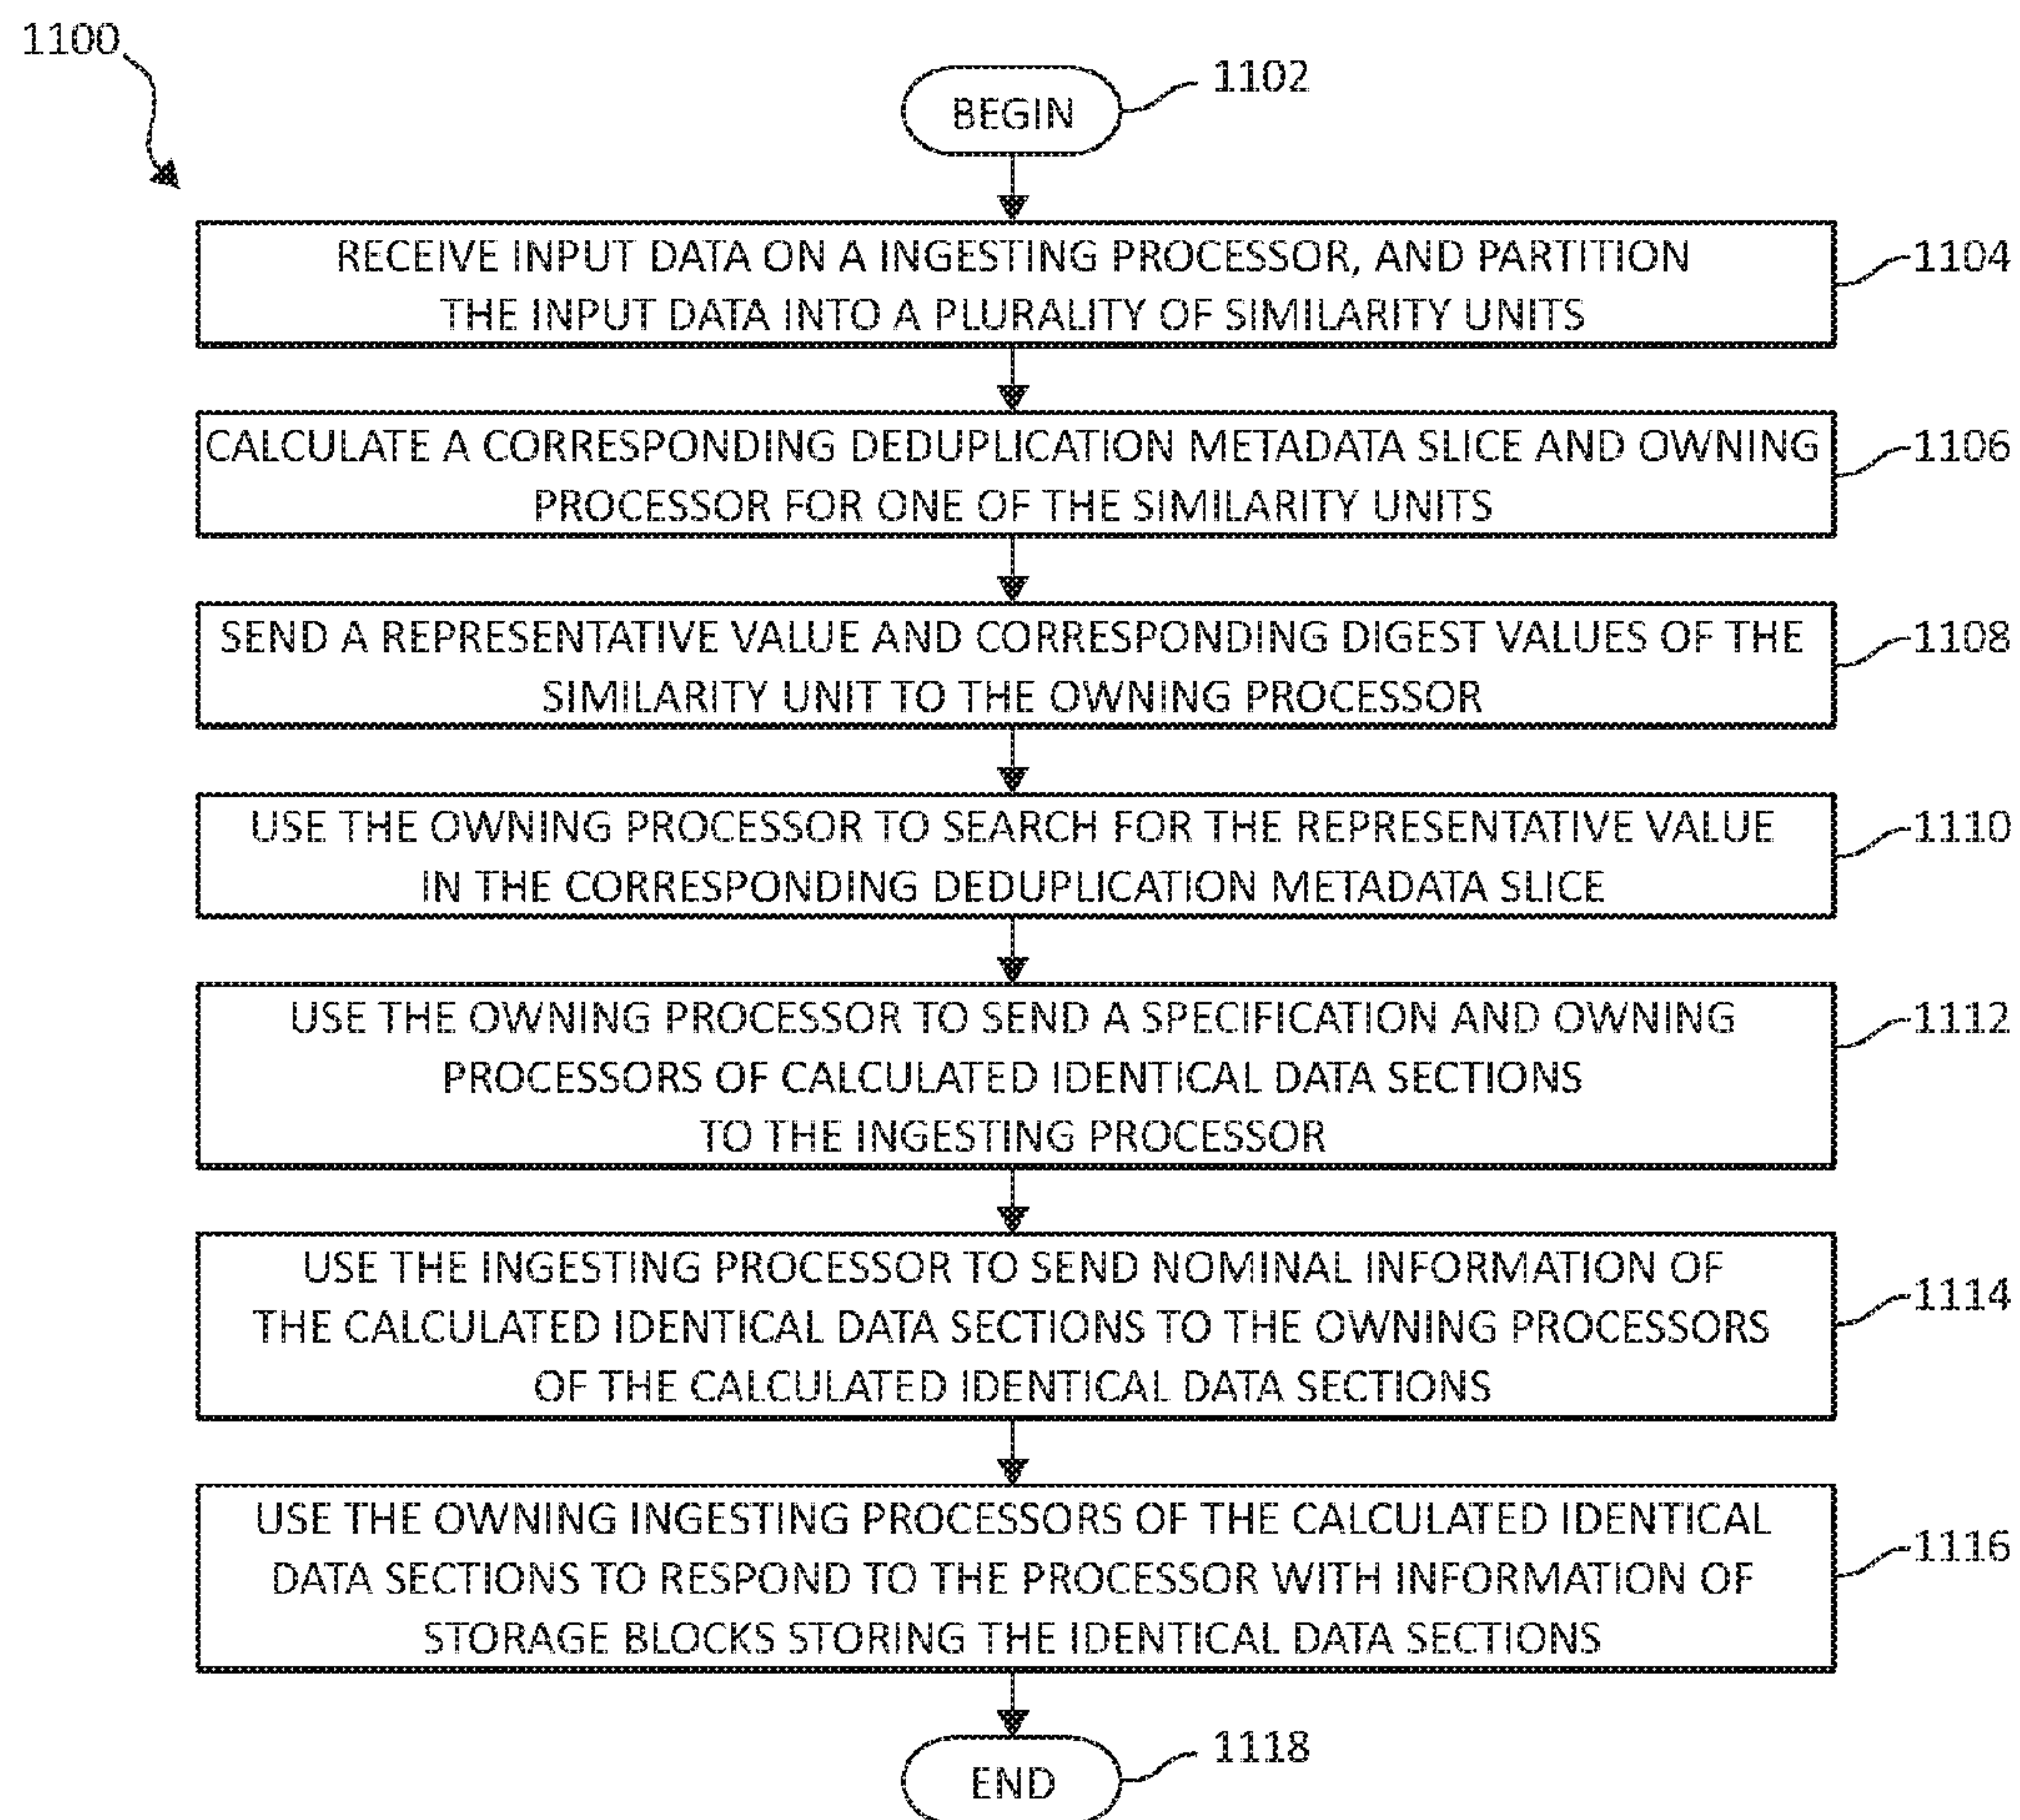 1100
BEGIN
1102
RECEIVE INPUT DATA ON A INGESTING PROCESSOR, AND PARTITION
THE INPUT DATA INTO A PLURALITY OF SIMILARITY UNITS
1104
CALCULATE A CORRESPONDING DEDUPLICATION METADATA SLICE AND OWNING
PROCESSOR FOR ONE OF THE SIMILARITY UNITS
1106
SEND A REPRESENTATIVE VALUE AND CORRESPONDING DIGEST VALUES OF THE
SIMILARITY UNIT TO THE OWNING PROCESSOR
1108
USE THE OWNING PROCESSOR TO SEARCH FOR THE REPRESENTATIVE VALUE
IN THE CORRESPONDING DEDUPLICATION METADATA SLICE
1110
USE THE OWNING PROCESSOR TO SEND A SPECIFICATION AND OWNING
PROCESSORS OF CALCULATED IDENTICAL DATA SECTIONS
TO THE INGESTING PROCESSOR
1112
USE THE INGESTING PROCESSOR TO SEND NOMINAL INFORMATION OF
THE CALCULATED IDENTICAL DATA SECTIONS TO THE OWNING PROCESSORS
OF THE CALCULATED IDENTICAL DATA SECTIONS
1114
USE THE OWNING INGESTING PROCESSORS OF THE CALCULATED IDENTICAL
DATA SECTIONS TO RESPOND TO THE PROCESSOR WITH INFORMATION OF
STORAGE BLOCKS STORING THE IDENTICAL DATA SECTIONS
1116
END
1118